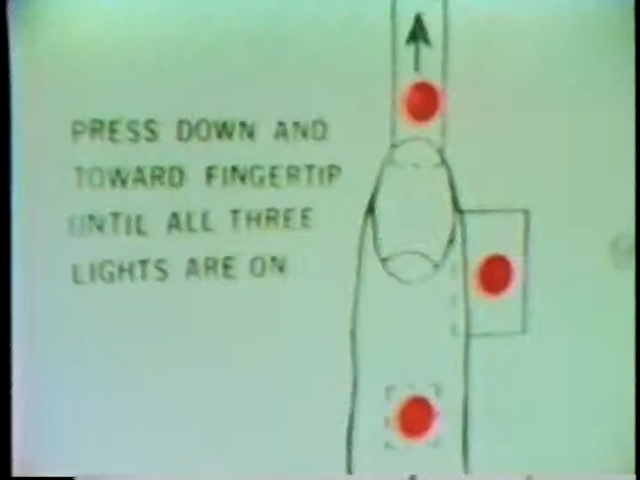 PRESS DOWN AND
TOWARD FINGERTIP
UNTIL ALL THREE
LIGHTS ARE ON